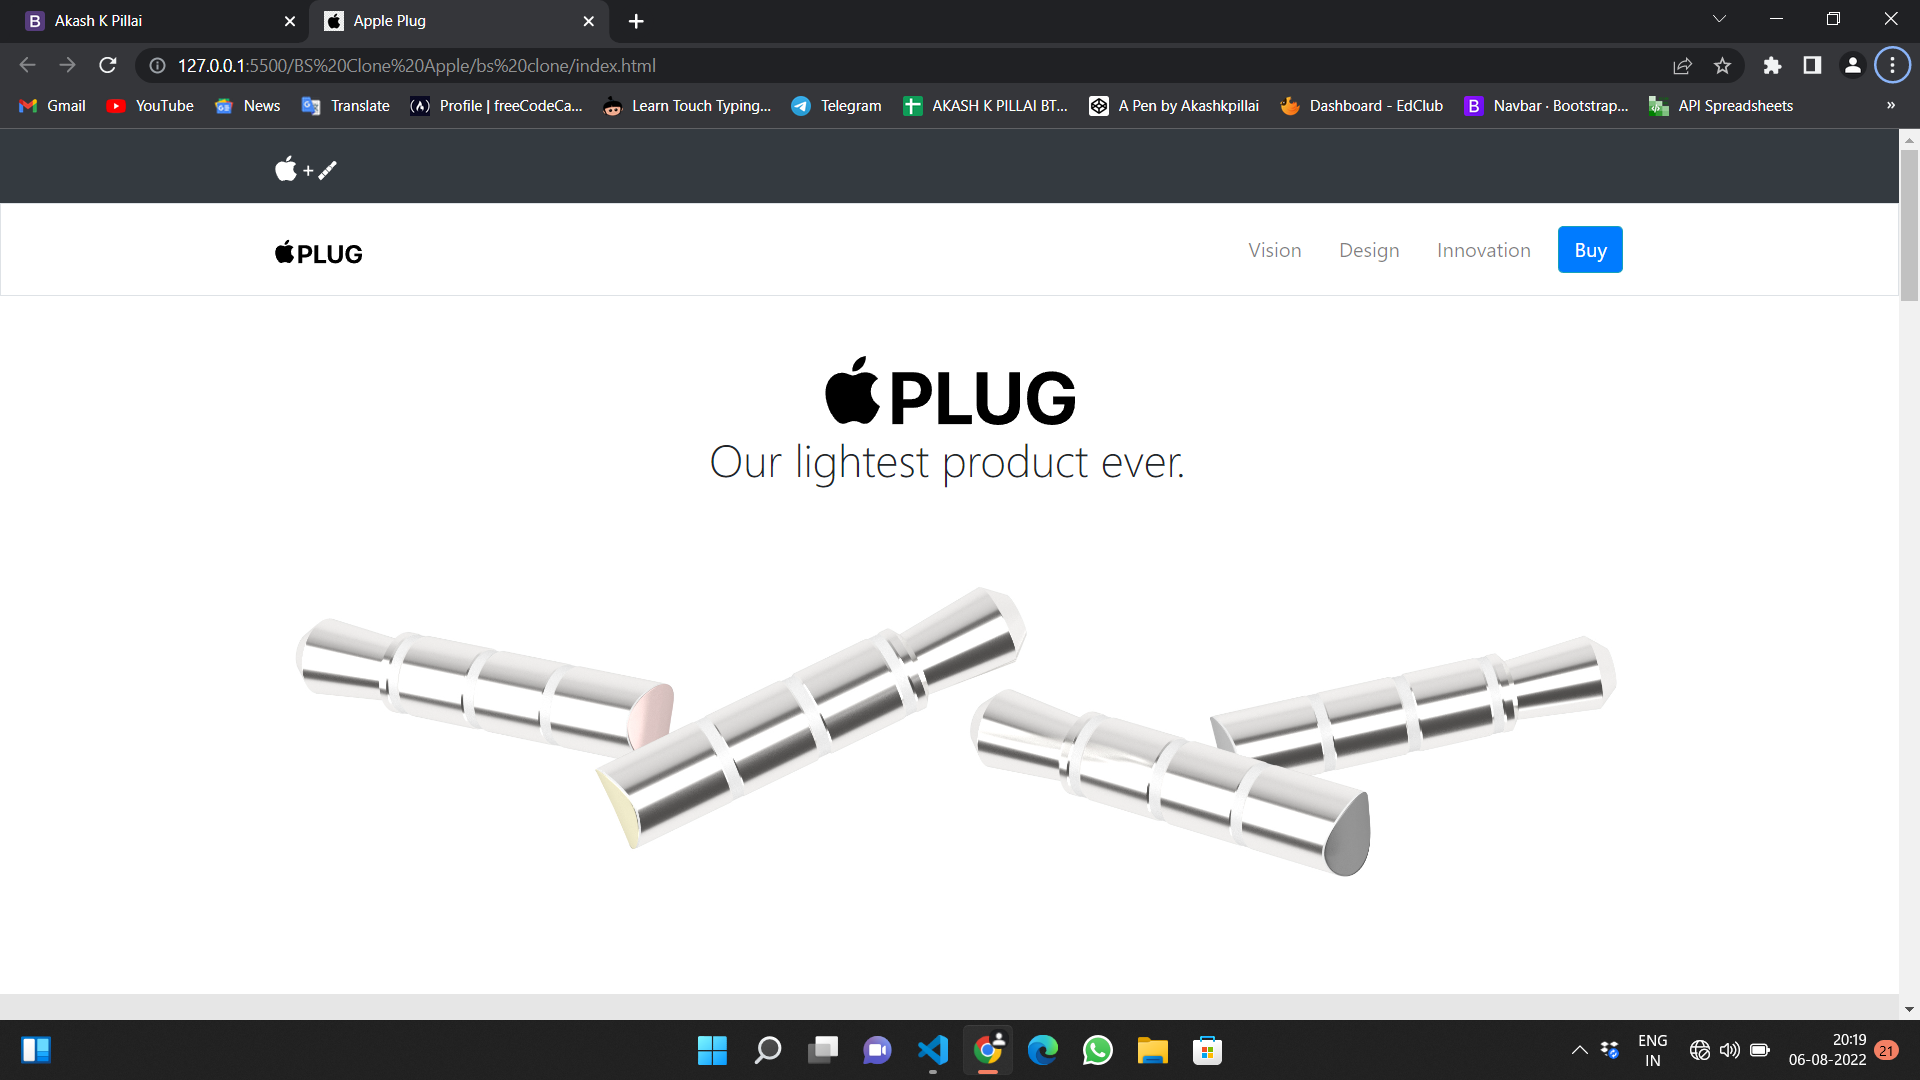 Akash K Pillai
Apple Plug
127.0.0.1:5500/BS%20Clone%20Apple/bs%20clone/index.html
Gmail YouTube News Translate Profile | freeCodeCa... Learn Touch Typing... Telegram AKASH K PILLAI BT... A Pen by Akashkpillai Dashboard - EdClub Navbar · Bootstrap... API Spreadsheets »
+
PLUG
Vision Design Innovation Buy
PLUG
Our lightest product ever.
ENG
IN
20:19
06-08-2022
21